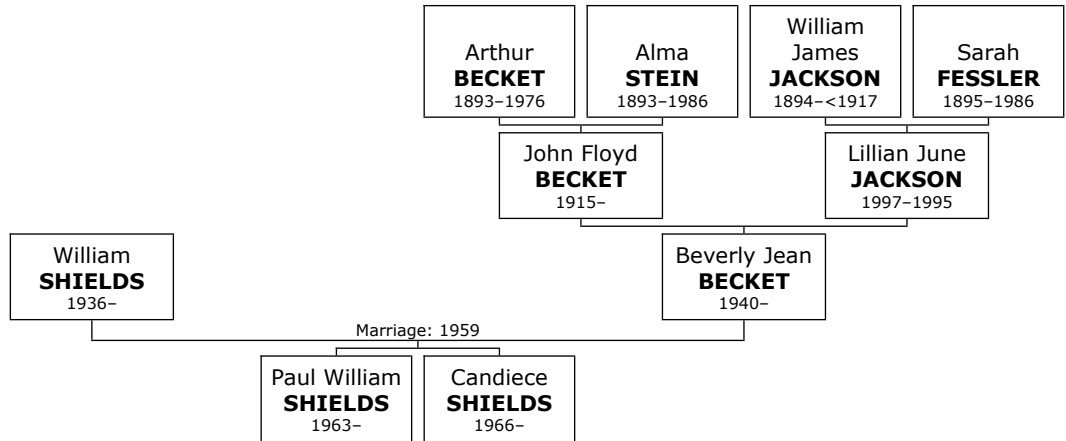 Arthur
BECKET
1893–1976
Alma
STEIN
1893–1986
William
James
JACKSON
1894–<1917
Sarah
FESSLER
1895–1986
John Floyd
BECKET
1915–
Lillian June
JACKSON
1997–1995
William
SHIELDS
1936–
Beverly Jean
BECKET
1940–
Marriage: 1959
Paul William
SHIELDS
1963–
Candiece
SHIELDS
1966–